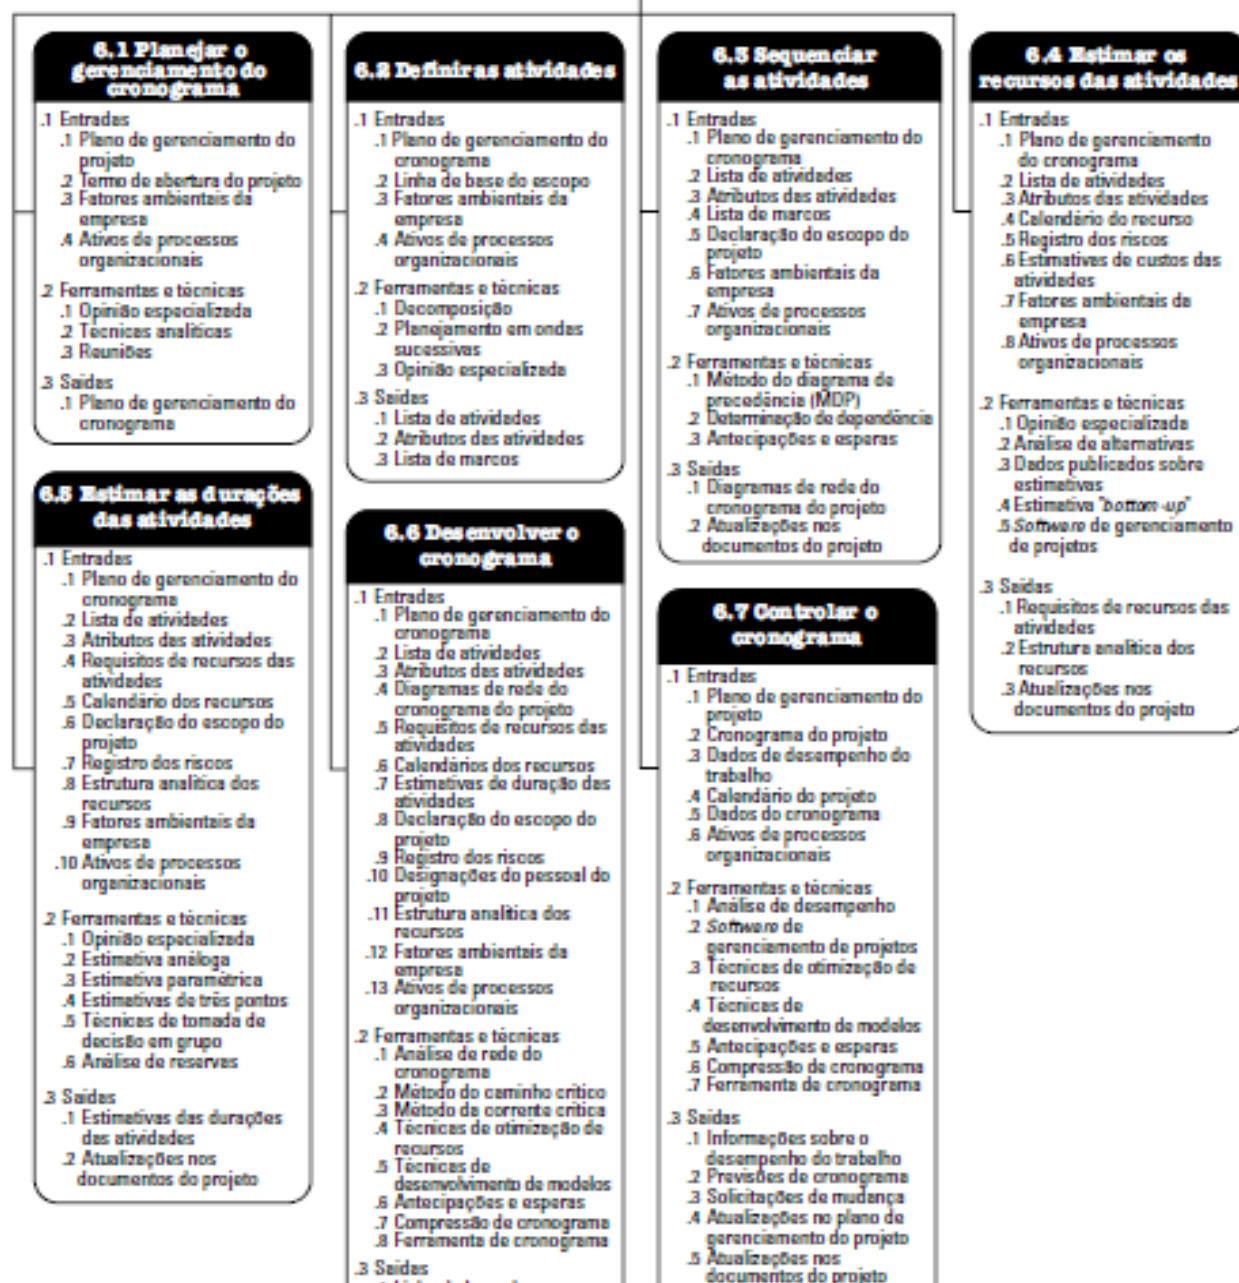 6.1 Planejar o
gerenciamento do
cronograma
.1 Entradas
.1 Plano de gerenciamento do
projeto
.2 Termo de abertura do projeto
.3 Fatores ambientais da
empresa
.4 Ativos de processos
organizacionais
.2 Ferramentas e técnicas
.1 Opinião especializada
.2 Técnicas analíticas
.3 Reuniões
.3 Saídas
.1 Plano de gerenciamento do
cronograma
6.2 Definir as atividades
.1 Entradas
.1 Plano de gerenciamento do
cronograma
.2 Linha de base do escopo
.3 Fatores ambientais da
empresa
.4 Ativos de processos
organizacionais
.2 Ferramentas e técnicas
.1 Decomposição
.2 Planejamento em ondas
sucessivas
.3 Opinião especializada
.3 Saídas
.1 Lista de atividades
.2 Atributos das atividades
.3 Lista de marcos
6.3 Sequenciar
as atividades
.1 Entradas
.1 Plano de gerenciamento do
cronograma
.2 Lista de atividades
.3 Atributos das atividades
.4 Lista de marcos
.5 Declaração do escopo do
projeto
.6 Fatores ambientais da
empresa
.7 Ativos de processos
organizacionais
.2 Ferramentas e técnicas
.1 Método do diagrama de
precedência (MDP)
.2 Determinação de dependência
.3 Antecipações e esperas
.3 Saídas
.1 Diagramas de rede do
cronograma do projeto
.2 Atualizações nos
documentos do projeto
6.4 Estimar os
recursos das atividades
.1 Entradas
.1 Plano de gerenciamento
do cronograma
.2 Lista de atividades
.3 Atributos das atividades
.4 Calendário do recurso
.5 Registro dos riscos
.6 Estimativas de custos das
atividades
.7 Fatores ambientais da
empresa
.8 Ativos de processos
organizacionais
.2 Ferramentas e técnicas
.1 Opinião especializada
.2 Análise de alternativas
.3 Dados publicados sobre
estimativas
.4 Estimativa "bottom-up"
.5 Software de gerenciamento
de projetos
.3 Saídas
.1 Requisitos de recursos das
atividades
.2 Estrutura analítica dos
recursos
.3 Atualizações nos
documentos do projeto
6.5 Estimar as durações
das atividades
.1 Entradas
.1 Plano de gerenciamento do
cronograma
.2 Lista de atividades
.3 Atributos das atividades
.4 Requisitos de recursos das
atividades
.5 Calendário dos recursos
.6 Declaração do escopo do
projeto
.7 Registro dos riscos
.8 Estrutura analítica dos
recursos
.9 Fatores ambientais da
empresa
.10 Ativos de processos
organizacionais
.2 Ferramentas e técnicas
.1 Opinião especializada
.2 Estimativa análoga
.3 Estimativa paramétrica
.4 Estimativas de três pontos
.5 Técnicas de tomada de
decisão em grupo
.6 Análise de reservas
.3 Saídas
.1 Estimativas das durações
das atividades
.2 Atualizações nos
documentos do projeto
6.6 Desenvolver o
cronograma
.1 Entradas
.1 Plano de gerenciamento do
cronograma
.2 Lista de atividades
.3 Atributos das atividades
.4 Diagramas de rede do
cronograma do projeto
.5 Requisitos de recursos das
atividades
.6 Calendários dos recursos
.7 Estimativas de duração das
atividades
.8 Declaração do escopo do
projeto
.9 Registro dos riscos
.10 Designações do pessoal do
projeto
.11 Estrutura analítica dos
recursos
.12 Fatores ambientais da
empresa
.13 Ativos de processos
organizacionais
.2 Ferramentas e técnicas
.1 Análise de rede do
cronograma
.2 Método do caminho crítico
.3 Método da corrente crítica
.4 Técnicas de otimização de
recursos
.5 Técnicas de
desenvolvimento de modelos
.6 Antecipações e esperas
.7 Compressão de cronograma
.8 Ferramenta de cronograma
.3 Saídas
6.7 Controlar o
cronograma
.1 Entradas
.1 Plano de gerenciamento do
projeto
.2 Cronograma do projeto
.3 Dados de desempenho do
trabalho
.4 Calendário do projeto
.5 Dados do cronograma
.6 Ativos de processos
organizacionais
.2 Ferramentas e técnicas
.1 Análise de desempenho
.2 Software de
gerenciamento de projetos
.3 Técnicas de otimização de
recursos
.4 Técnicas de
desenvolvimento de modelos
.5 Antecipações e esperas
.6 Compressão de cronograma
.7 Ferramenta de cronograma
.3 Saídas
.1 Informações sobre o
desempenho do trabalho
.2 Previsões de cronograma
.3 Solicitações de mudança
.4 Atualizações no plano de
gerenciamento do projeto
.5 Atualizações nos
documentos do projeto